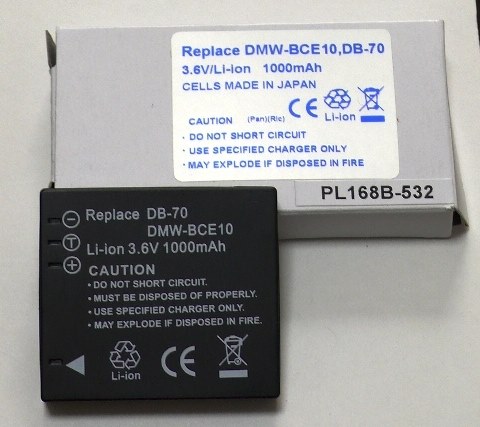 Replace DMW-BCE10,DB-70
3.6V/Li-ion 1000mAh
CELLS MADE IN JAPAN
CAUTION (Pan)(Ric) Li-ion
• DO NOT SHORT CIRCUIT
• USE SPECIFIED CHARGER ONLY
• MAY EXPLODE IF DISPOSING IN FIRE
PL168B-532
Replace DB-70
DMW-BCE10
Li-ion 3.6V 1000mAh
− T +
CAUTION
• DO NOT SHORT CIRCUIT.
• MUST BE DISPOSED OF PROPERLY.
• USE SPECIFIED CHARGER ONLY.
• MAY EXPLODE IF DISPOSED IN FIRE.
Li-ion CE